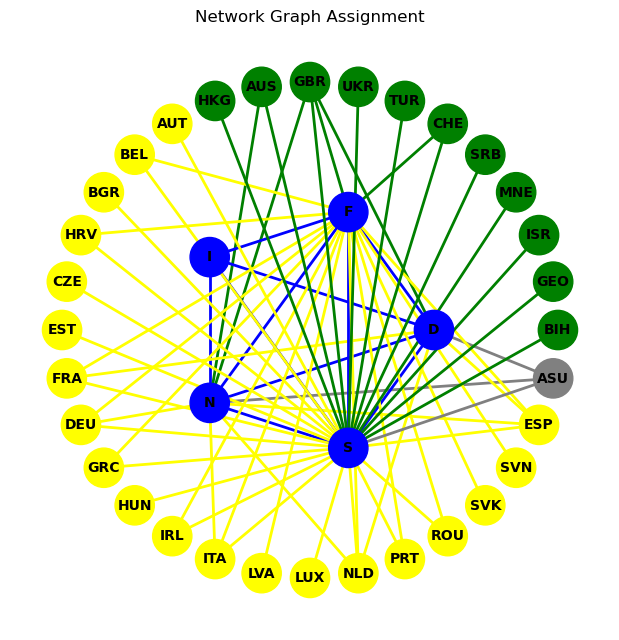 Network Graph Assignment
GBR
AUS
UKR
HKG
TUR
AUT
CHE
BEL
SRB
BGR
MNE
F
HRV
ISR
I
CZE
GEO
EST
D
BIH
FRA
ASU
N
DEU
ESP
S
GRC
SVN
HUN
SVK
IRL
ROU
ITA
PRT
LVA
NLD
LUX